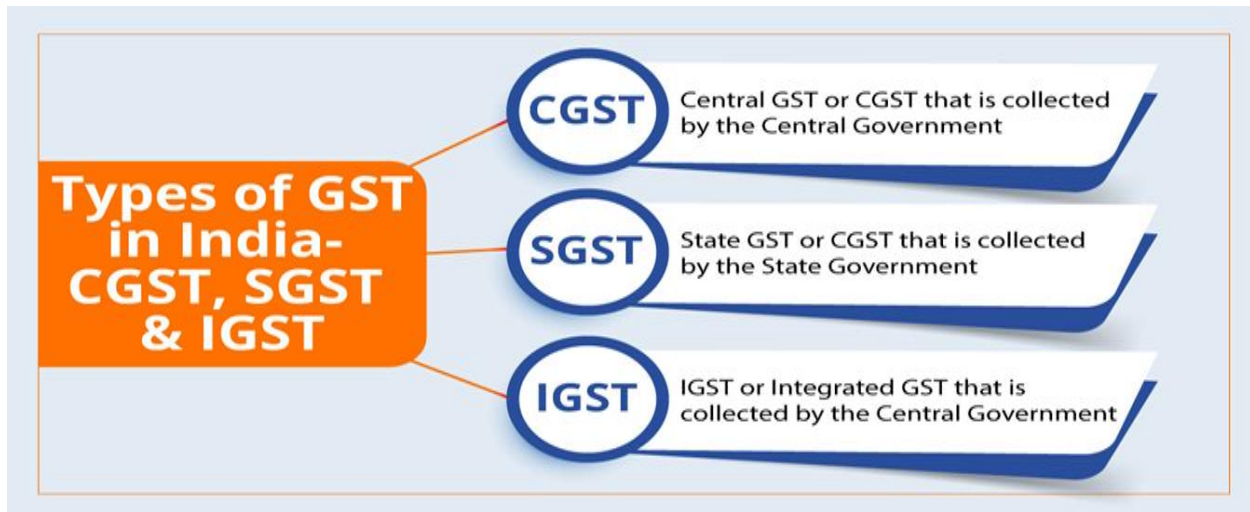 Types of GST
in India-
CGST, SGST
& IGST
CGST
Central GST or CGST that is collected
by the Central Government
SGST
State GST or CGST that is collected
by the State Government
IGST
IGST or Integrated GST that is
collected by the Central Government